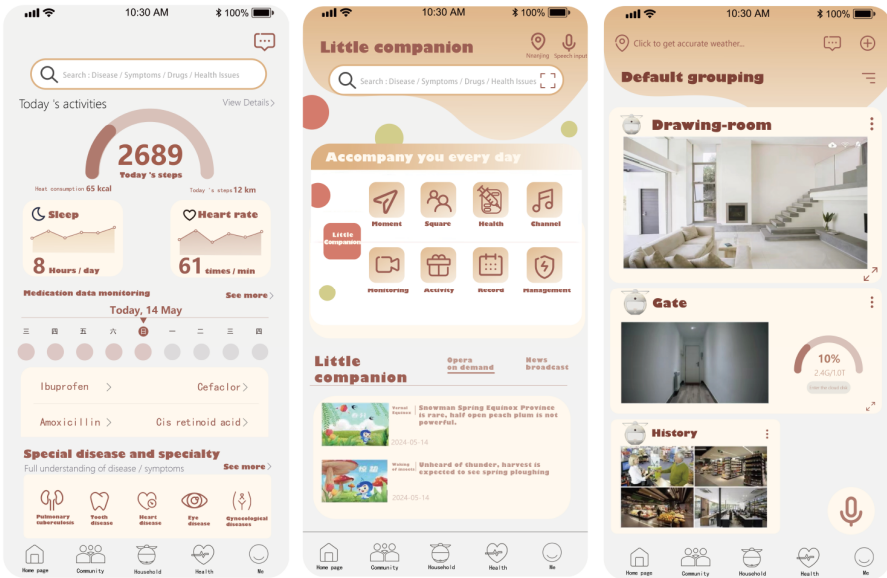 10:30 AM
100%
Search : Disease / Symptoms / Drugs / Health Issues
Today 's activities
View Details
2689
Today 's steps
Heat consumption 65 kcal
Today 's steps 12 km
Sleep
Heart rate
8 Hours / day
61 times / min
Medication data monitoring
See more
Today, 14 May
三 四 五 六 日 一 二 三 四
Ibuprofen
Cefaclor
Amoxicillin
Cis retinoid acid
Special disease and specialty
Full understanding of disease / symptoms
See more
Pulmonary
tuberculosis
Tooth
disease
Heart
disease
Eye
disease
Gynecological
diseases
Home page
Community
Household
Health
Me
10:30 AM
100%
Little companion
Speech input
Search : Disease / Symptoms / Drugs / Health Issues
Accompany you every day
Little
Companion
Moment
Square
Health
Channel
Monitoring
Activity
Record
Management
Little
companion
Opera
on demand
News
broadcast
Vernal
Equinox
Snowman Spring Equinox Province
is rare, half open peach plum is not
powerful.
2024-05-14
Waking
of Insects
Unheard of thunder, harvest is
expected to see spring ploughing
2024-05-14
Home page
Community
Household
Health
Me
10:30 AM
100%
Click to get accurate weather...
Default grouping
Drawing-room
Gate
10%
2.4G/1.0T
History
Home page
Community
Household
Health
Me